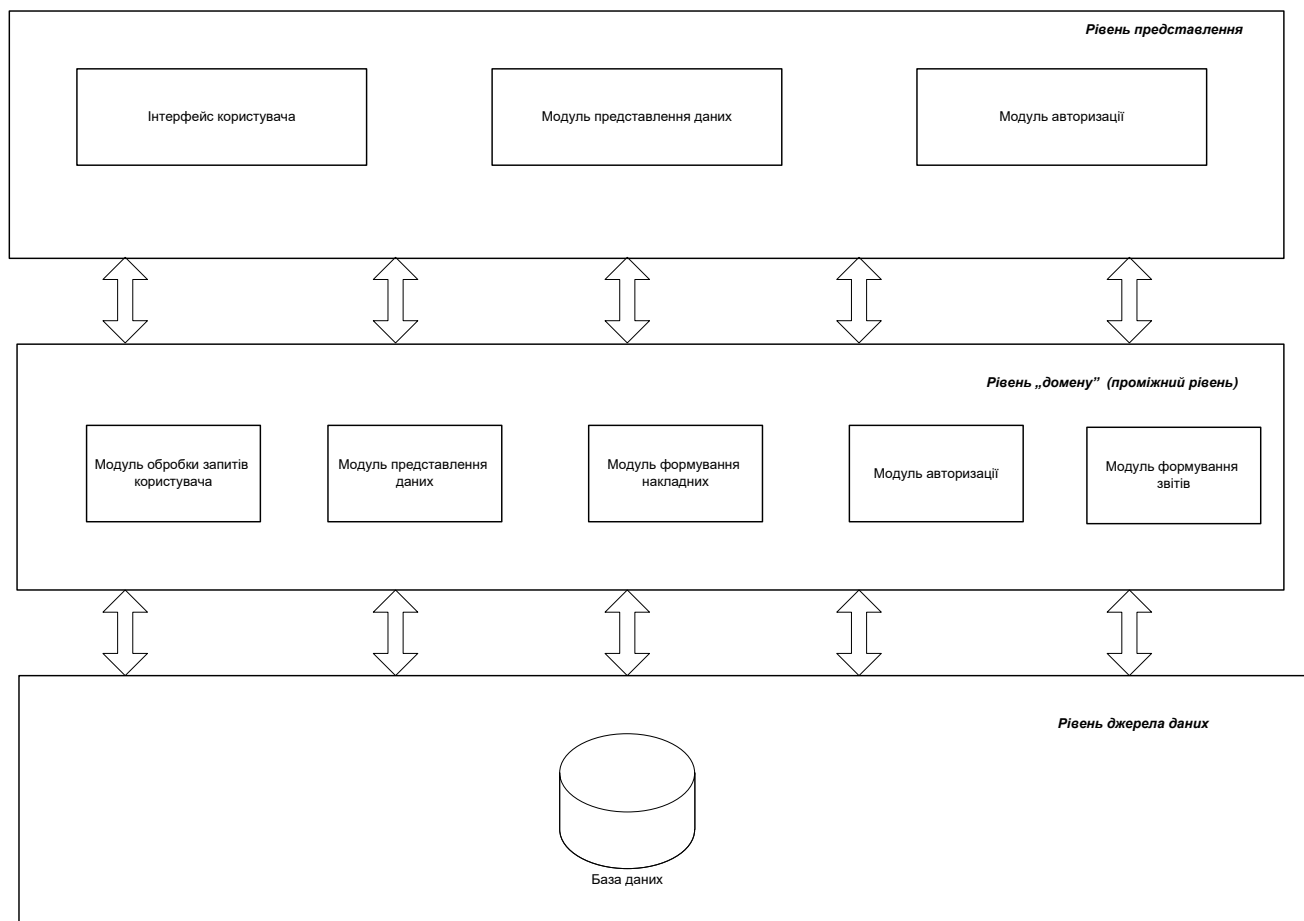 Рівень представлення
Інтерфейс користувача
Модуль представлення даних
Модуль авторизації
Рівень „домену” (проміжний рівень)
Модуль обробки запитів
користувача
Модуль представлення
даних
Модуль формування
накладних
Модуль авторизації
Модуль формування
звітів
Рівень джерела даних
База даних